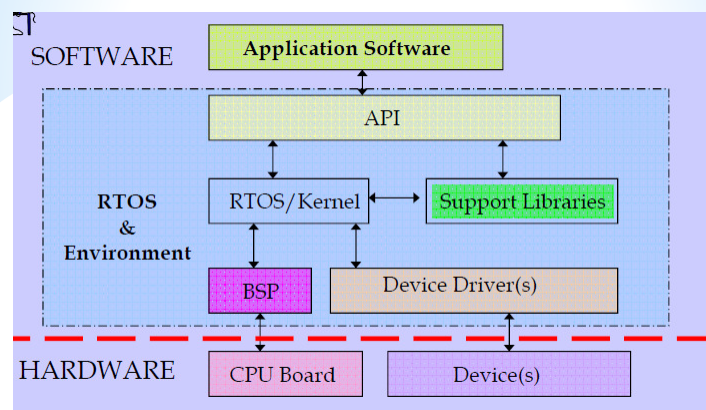 SOFTWARE
Application Software
API
RTOS
&
Environment
RTOS/Kernel
Support Libraries
BSP
Device Driver(s)
HARDWARE
CPU Board
Device(s)